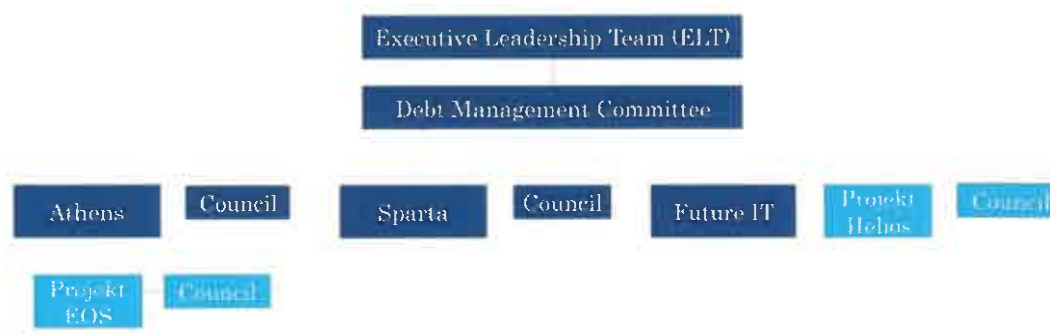 Executive Leadership Team (ELT)
Debt Management Committee
Athens
Council
Sparta
Council
Future IT
Projekt
Helios
Council
Projekt
EOS
Council